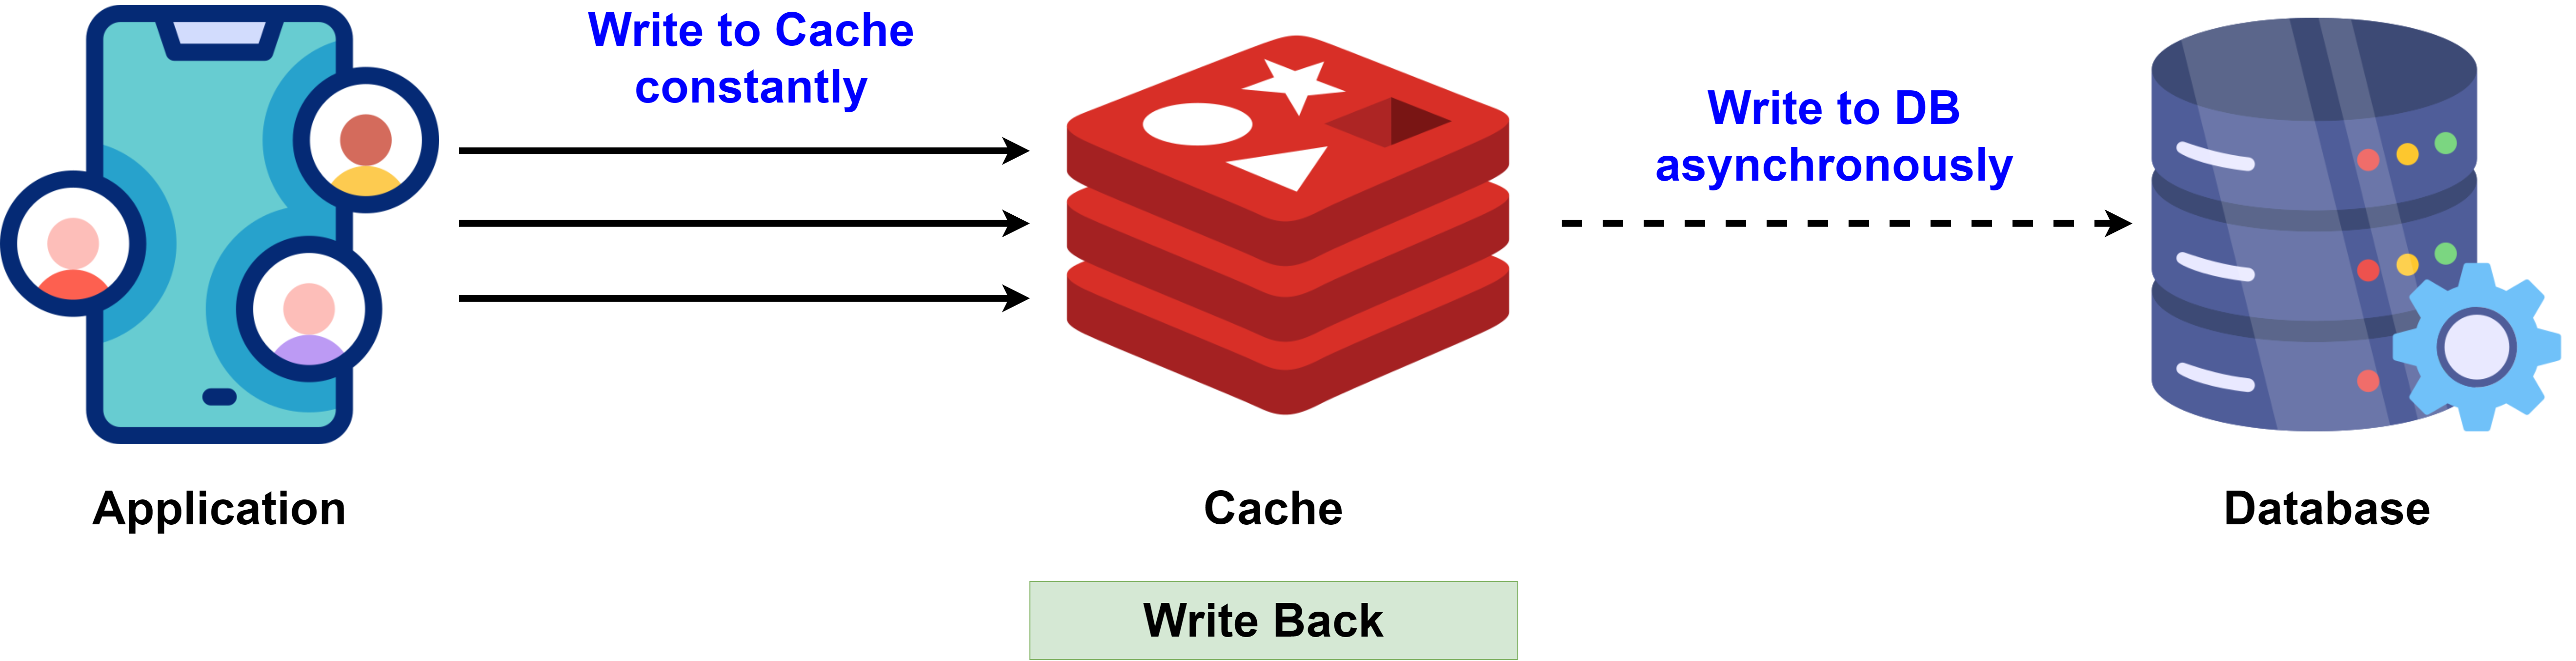 Write to Cache
constantly
Write to DB
asynchronously
Application
Cache
Database
Write Back